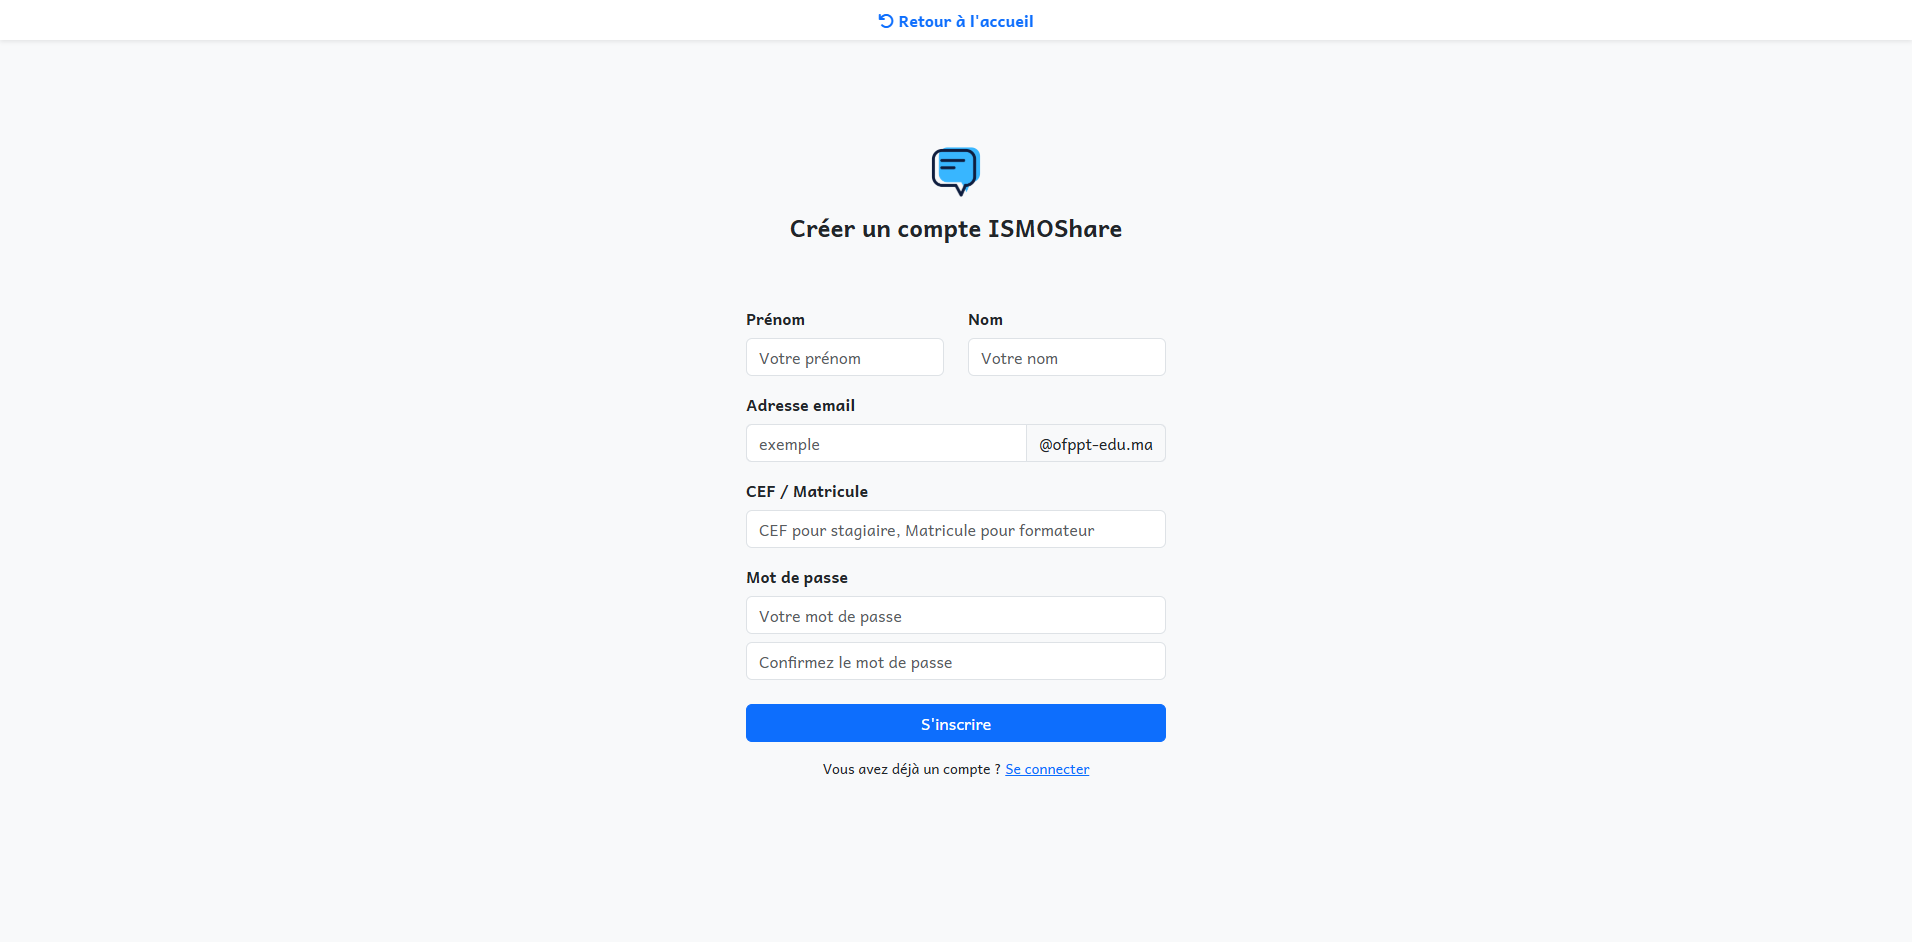 Retour à l'accueil
Créer un compte ISMOShare
Prénom
Nom
Votre prénom
Votre nom
Adresse email
exemple
@ofppt-edu.ma
CEF / Matricule
CEF pour stagiaire, Matricule pour formateur
Mot de passe
Votre mot de passe
Confirmez le mot de passe
S'inscrire
Vous avez déjà un compte ? Se connecter